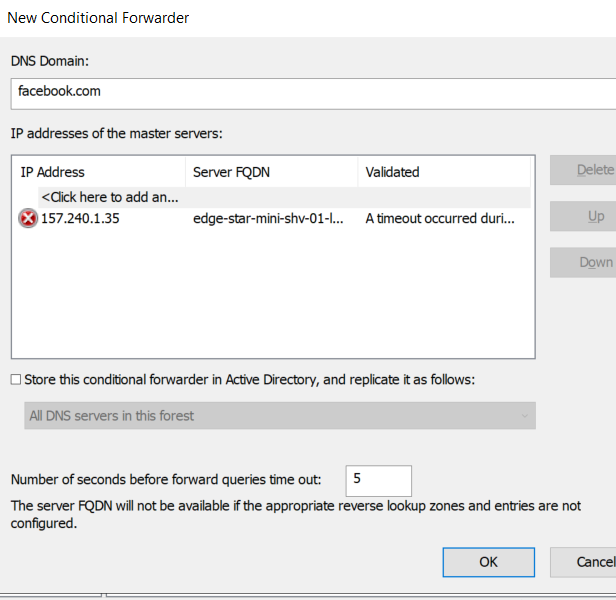 New Conditional Forwarder
DNS Domain:
facebook.com
IP addresses of the master servers:
IP Address Server FQDN Validated
Delete
<Click here to add an...
157.240.1.35 edge-star-mini-shv-01-l... A timeout occurred duri...
Up
Down
Store this conditional forwarder in Active Directory, and replicate it as follows:
All DNS servers in this forest
Number of seconds before forward queries time out: 5
The server FQDN will not be available if the appropriate reverse lookup zones and entries are not
configured.
OK Cancel